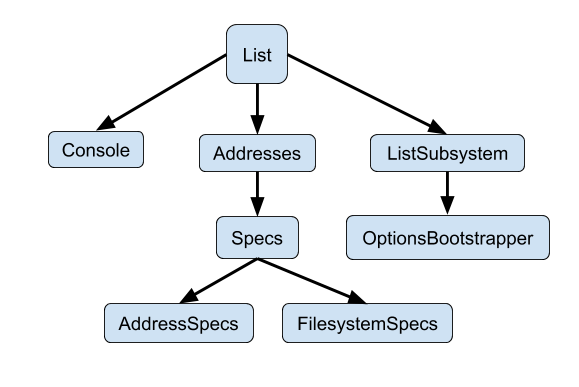 List
Console
Addresses
ListSubsystem
Specs
OptionsBootstrapper
AddressSpecs
FilesystemSpecs